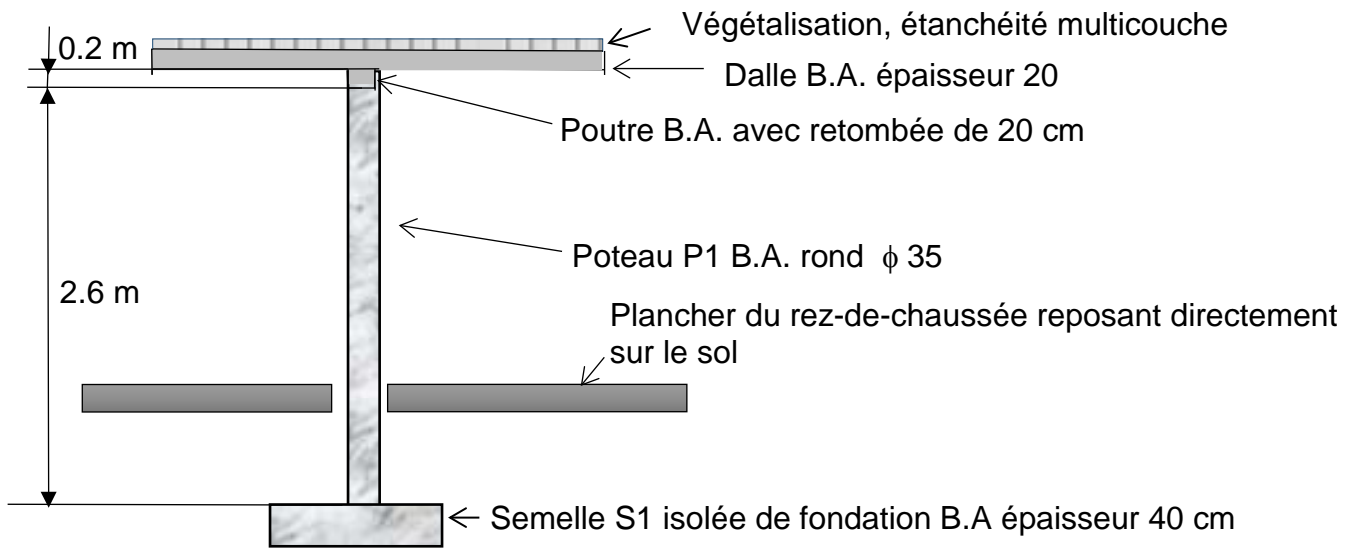 Végétalisation, étanchéité multicouche
0.2 m
Dalle B.A. épaisseur 20
Poutre B.A. avec retombée de 20 cm
Poteau P1 B.A. rond ϕ 35
2.6 m
Plancher du rez-de-chaussée reposant directement
sur le sol
Semelle S1 isolée de fondation B.A épaisseur 40 cm